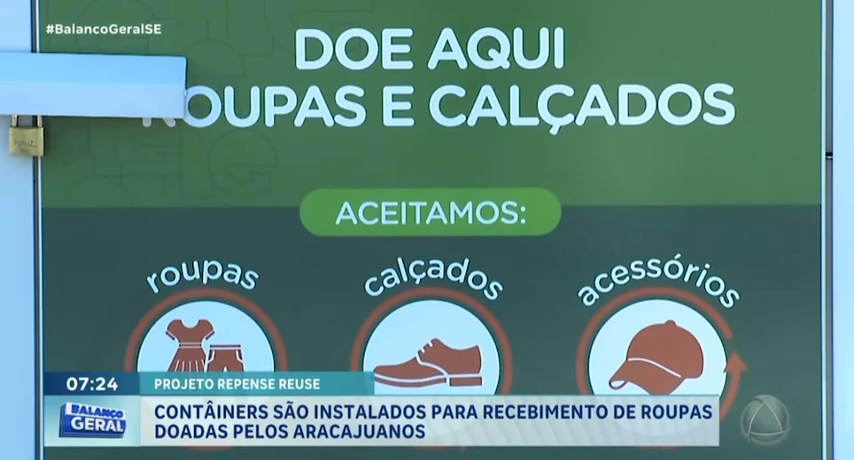 #BalancoGeralSE
DOE AQUI
ROUPAS E CALÇADOS
ACEITAMOS:
roupas
calçados
acessórios
07:24
PROJETO REPENSE REUSE
BALANÇO
GERAL
CONTÂINERS SÃO INSTALADOS PARA RECEBIMENTO DE ROUPAS
DOADAS PELOS ARACAJUANOS